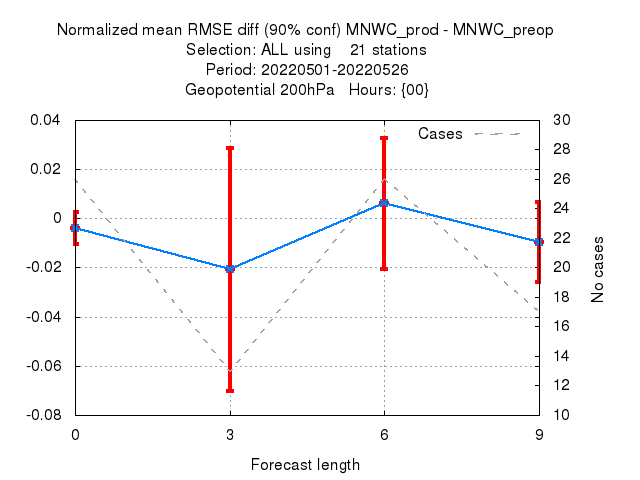 Normalized mean RMSE diff (90% conf) MNWC_prod - MNWC_preop
Selection: ALL using    21 stations
Period: 20220501-20220526
Geopotential 200hPa   Hours: {00}
Cases
0.04
0.02
0
-0.02
-0.04
-0.06
-0.08
30
28
26
24
22
20
18
16
14
12
10
No cases
0 3 6 9
Forecast length